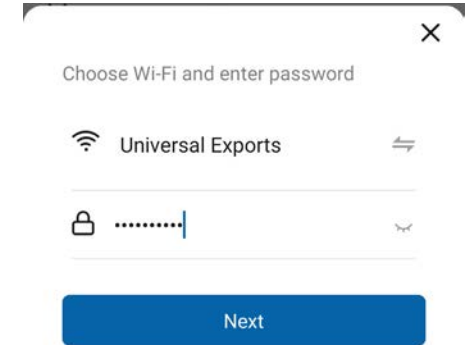 Choose Wi-Fi and enter password
Universal Exports
••••••••••
Next